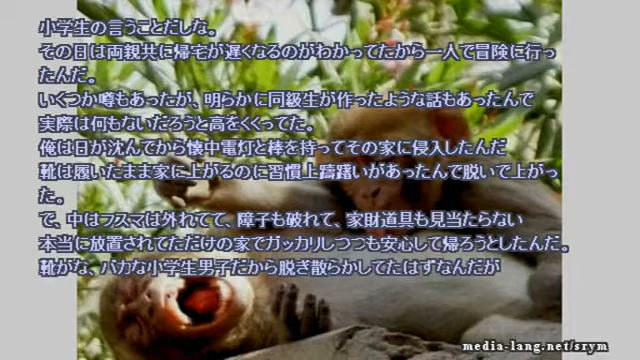 小学生の言うことだしな。
その日は両親共に帰宅が遅くなるのがわかってたから一人で冒険に行っ
たんだ。
いくつか噂もあったが、明らかに同級生が作ったような話もあったんで
実際は何もないだろうと高をくくってた。
俺は日が沈んでから懐中電灯と棒を持ってその家に侵入したんだ
靴は履いたまま家に上がるのに習慣上躊躇いがあったんで脱いで上がっ
た。
で、中はフスマは外れてて、障子も破れて、家財道具も見当たらない
本当に放置されてただけの家でガッカリしつつも安心して帰ろうとしたんだ。
靴がな、バカな小学生男子だから脱ぎ散らかしてたはずなんだが
media-lang.net/srym